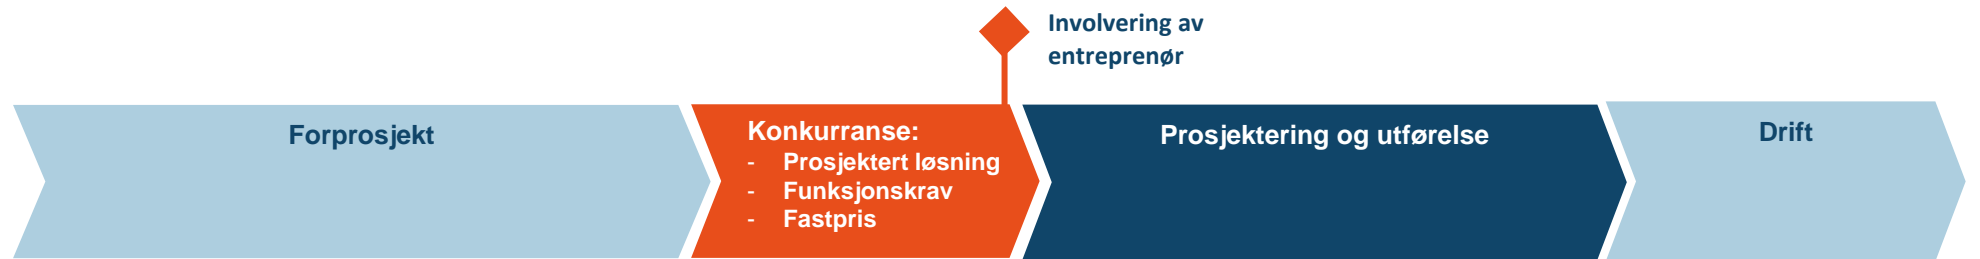 Involvering av
entreprenør
Forprosjekt
Konkurranse:
- Prosjektert løsning
- Funksjonskrav
- Fastpris
Prosjektering og utførelse
Drift